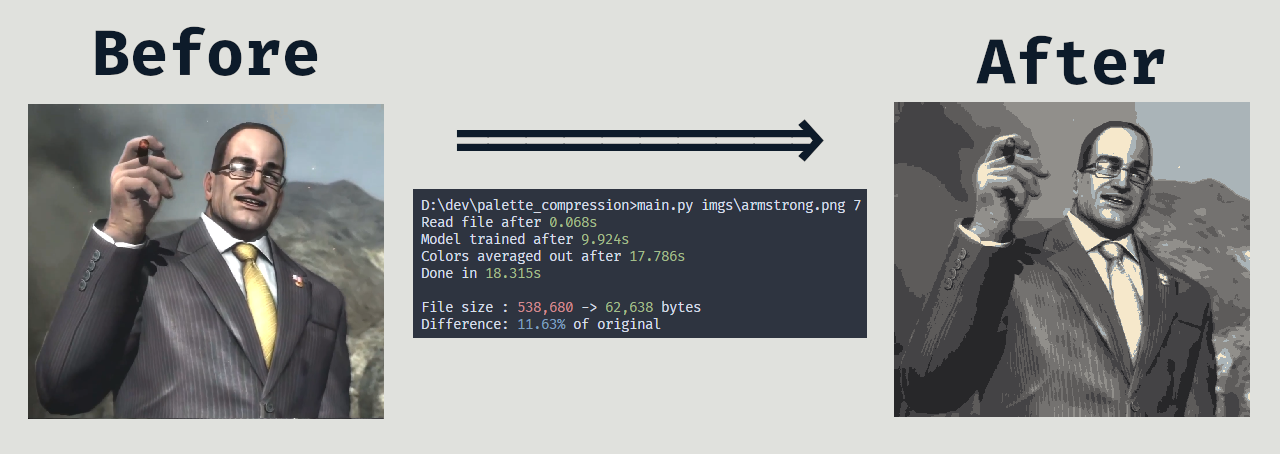 Before
After
D:\dev\palette_compression>main.py imgs\armstrong.png 7
Read file after 0.068s
Model trained after 9.924s
Colors averaged out after 17.786s
Done in 18.315s
File size : 538,680 -> 62,638 bytes
Difference: 11.63% of original